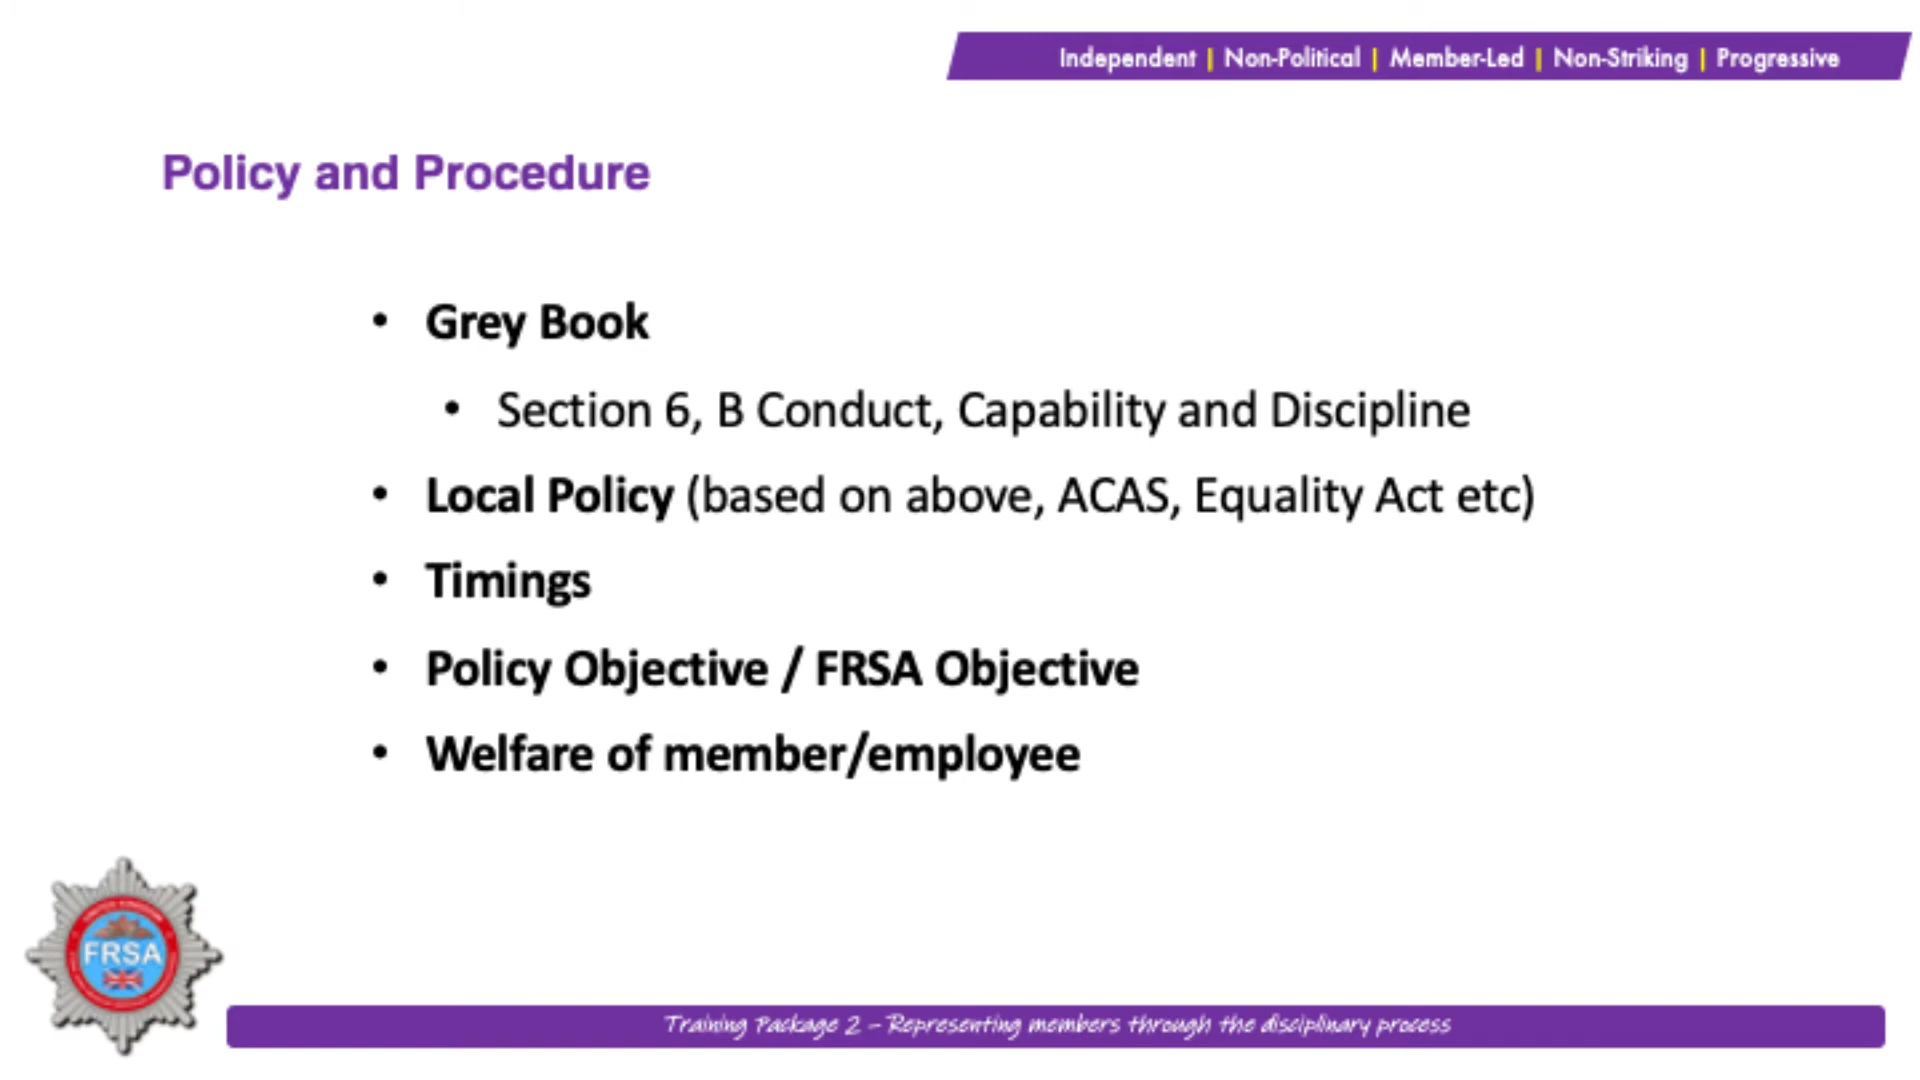 Independent | Non-Political | Member-Led | Non-Striking | Progressive
Policy and Procedure
• Grey Book
• Section 6, B Conduct, Capability and Discipline
• Local Policy (based on above, ACAS, Equality Act etc)
• Timings
• Policy Objective / FRSA Objective
• Welfare of member/employee
FRSA
Training Package 2 – Representing members through the disciplinary process